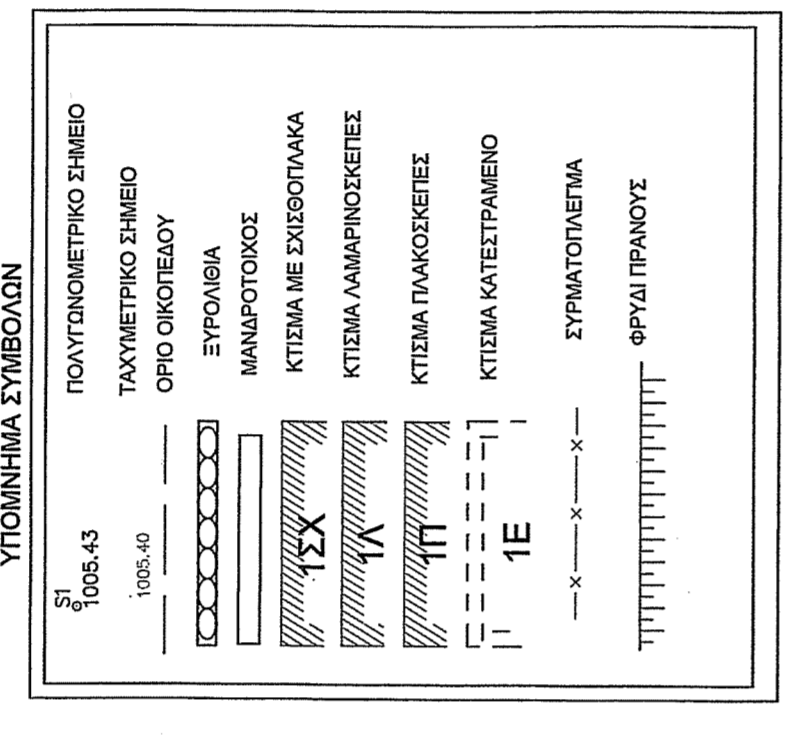 ΥΠΟΜΝΗΜΑ ΣΥΜΒΟΛΩΝ
S1
1005.43 ΠΟΛΥΓΩΝΟΜΕΤΡΙΚΟ ΣΗΜΕΙΟ
1005.40 ΤΑΧΥΜΕΤΡΙΚΟ ΣΗΜΕΙΟ
ΟΡΙΟ ΟΙΚΟΠΕΔΟΥ
ΞΥΡΟΛΙΘΙΑ
ΜΑΝΔΡΟΤΟΙΧΟΣ
1ΣΧ ΚΤΙΣΜΑ ΜΕ ΣΧΙΣΘΟΠΛΑΚΑ
1Λ ΚΤΙΣΜΑ ΛΑΜΑΡΙΝΟΣΚΕΠΕΣ
1Π ΚΤΙΣΜΑ ΠΛΑΚΟΣΚΕΠΕΣ
1Ε ΚΤΙΣΜΑ ΚΑΤΕΣΤΡΑΜΕΝΟ
ΣΥΡΜΑΤΟΠΛΕΓΜΑ
ΦΡΥΔΙ ΠΡΑΝΟΥΣ